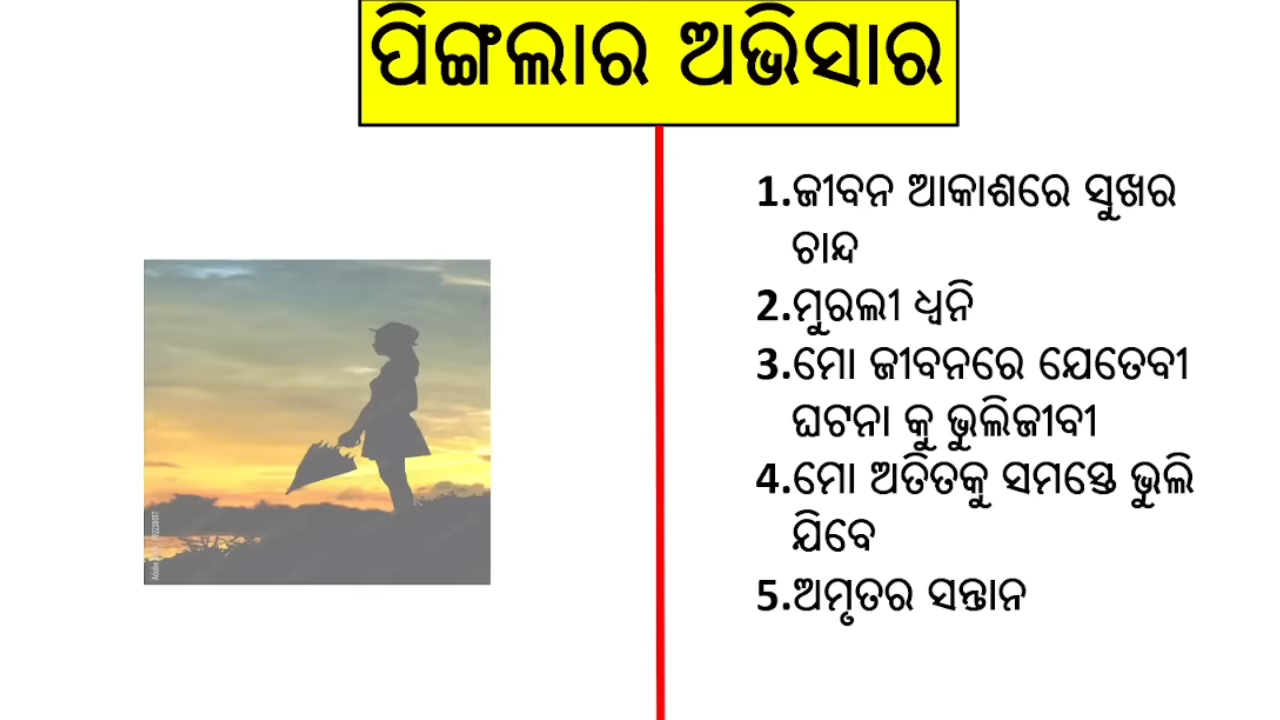 ପିଙ୍ଗଲାର ଅଭିସାର
1.ଜୀବନ ଆକାଶରେ ସୁଖର
ଚାନ୍ଦ
2.ମୁରଲୀ ଧ୍ୱନି
3.ମୋ ଜୀବନରେ ଯେତେବୀ
ଘଟନା କୁ ଭୁଲିଜୀବୀ
4.ମୋ ଅତିତକୁ ସମସ୍ତେ ଭୁଲି
ଯିବେ
5.ଅମୃତର ସନ୍ତାନ